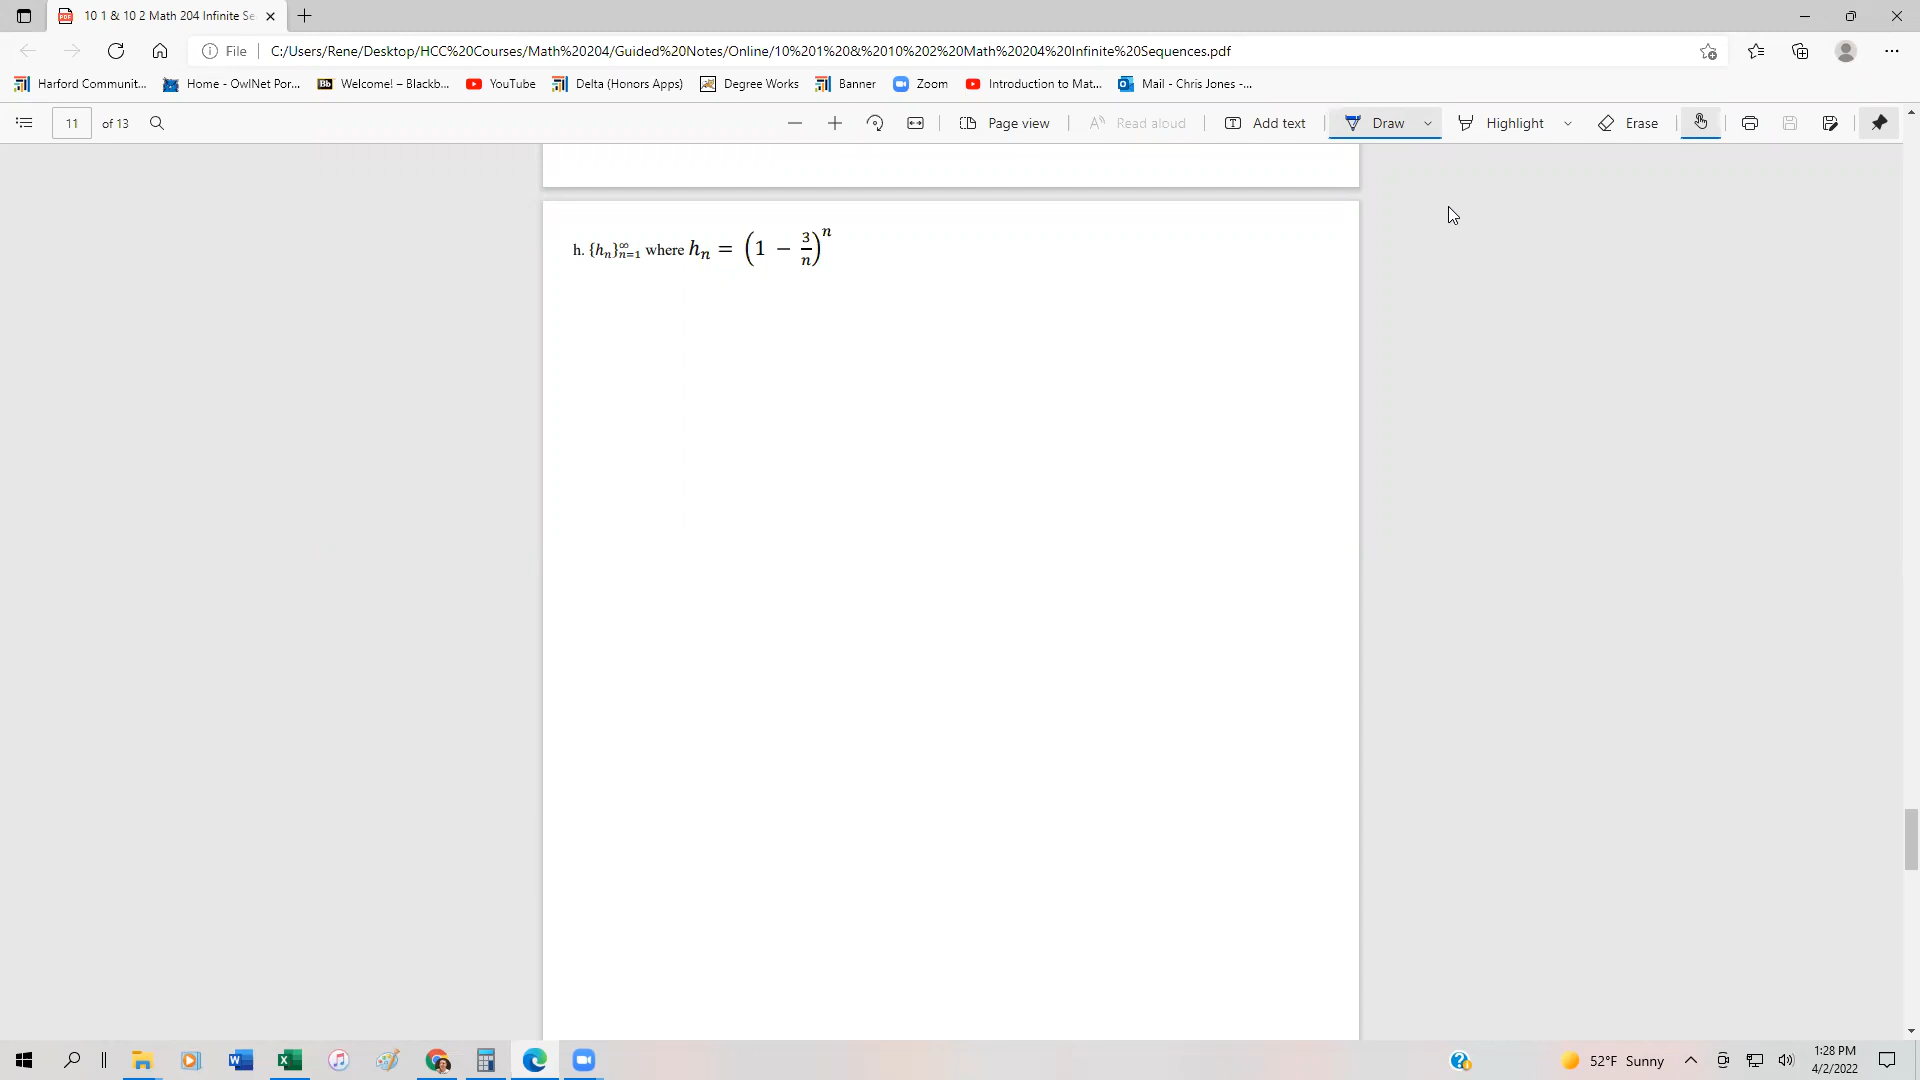 10 1 & 10 2 Math 204 Infinite Se
File C:/Users/Rene/Desktop/HCC%20Courses/Math%20204/Guided%20Notes/Online/10%201%20&%2010%202%20Math%20204%20Infinite%20Sequences.pdf
Harford Communit... Home - OwlNet Por... Bb Welcome! – Blackb... YouTube Delta (Honors Apps) Degree Works Banner Zoom Introduction to Mat... Mail - Chris Jones -...
11 of 13 Page view Read aloud Add text Draw Highlight Erase
h. {hₙ}∞ₙ₌₁ where hₙ = (1 − 3/n)ⁿ
52°F Sunny 1:28 PM
4/2/2022